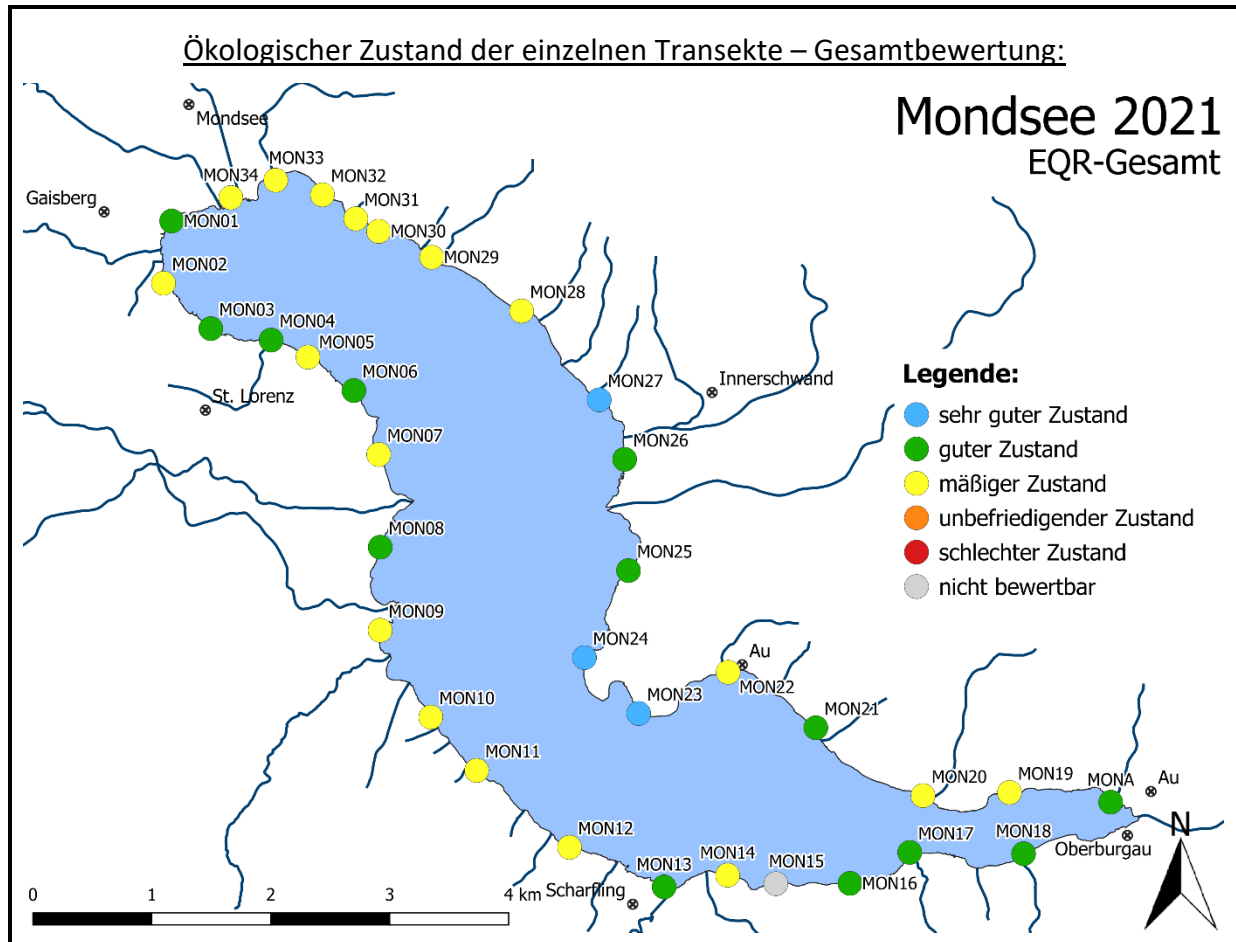 Ökologischer Zustand der einzelnen Transekte – Gesamtbewertung:
Mondsee 2021
EQR-Gesamt
Mondsee
MON33
MON32
MON34
MON31
Gaisberg
MON01
MON30
MON29
MON02
MON28
MON03
MON04
MON05
MON27
Innerschwand
MON06
St. Lorenz
MON07
MON26
Legende:
sehr guter Zustand
guter Zustand
mäßiger Zustand
unbefriedigender Zustand
schlechter Zustand
nicht bewertbar
MON08
MON25
MON09
MON24
Au
MON22
MON23
MON10
MON21
MON11
MON20
MON19
MONA
Au
MON12
MON17
MON18
Oberburgau
N
MON13
MON14
MON15
MON16
Scharfling
0 1 2 3 4 km